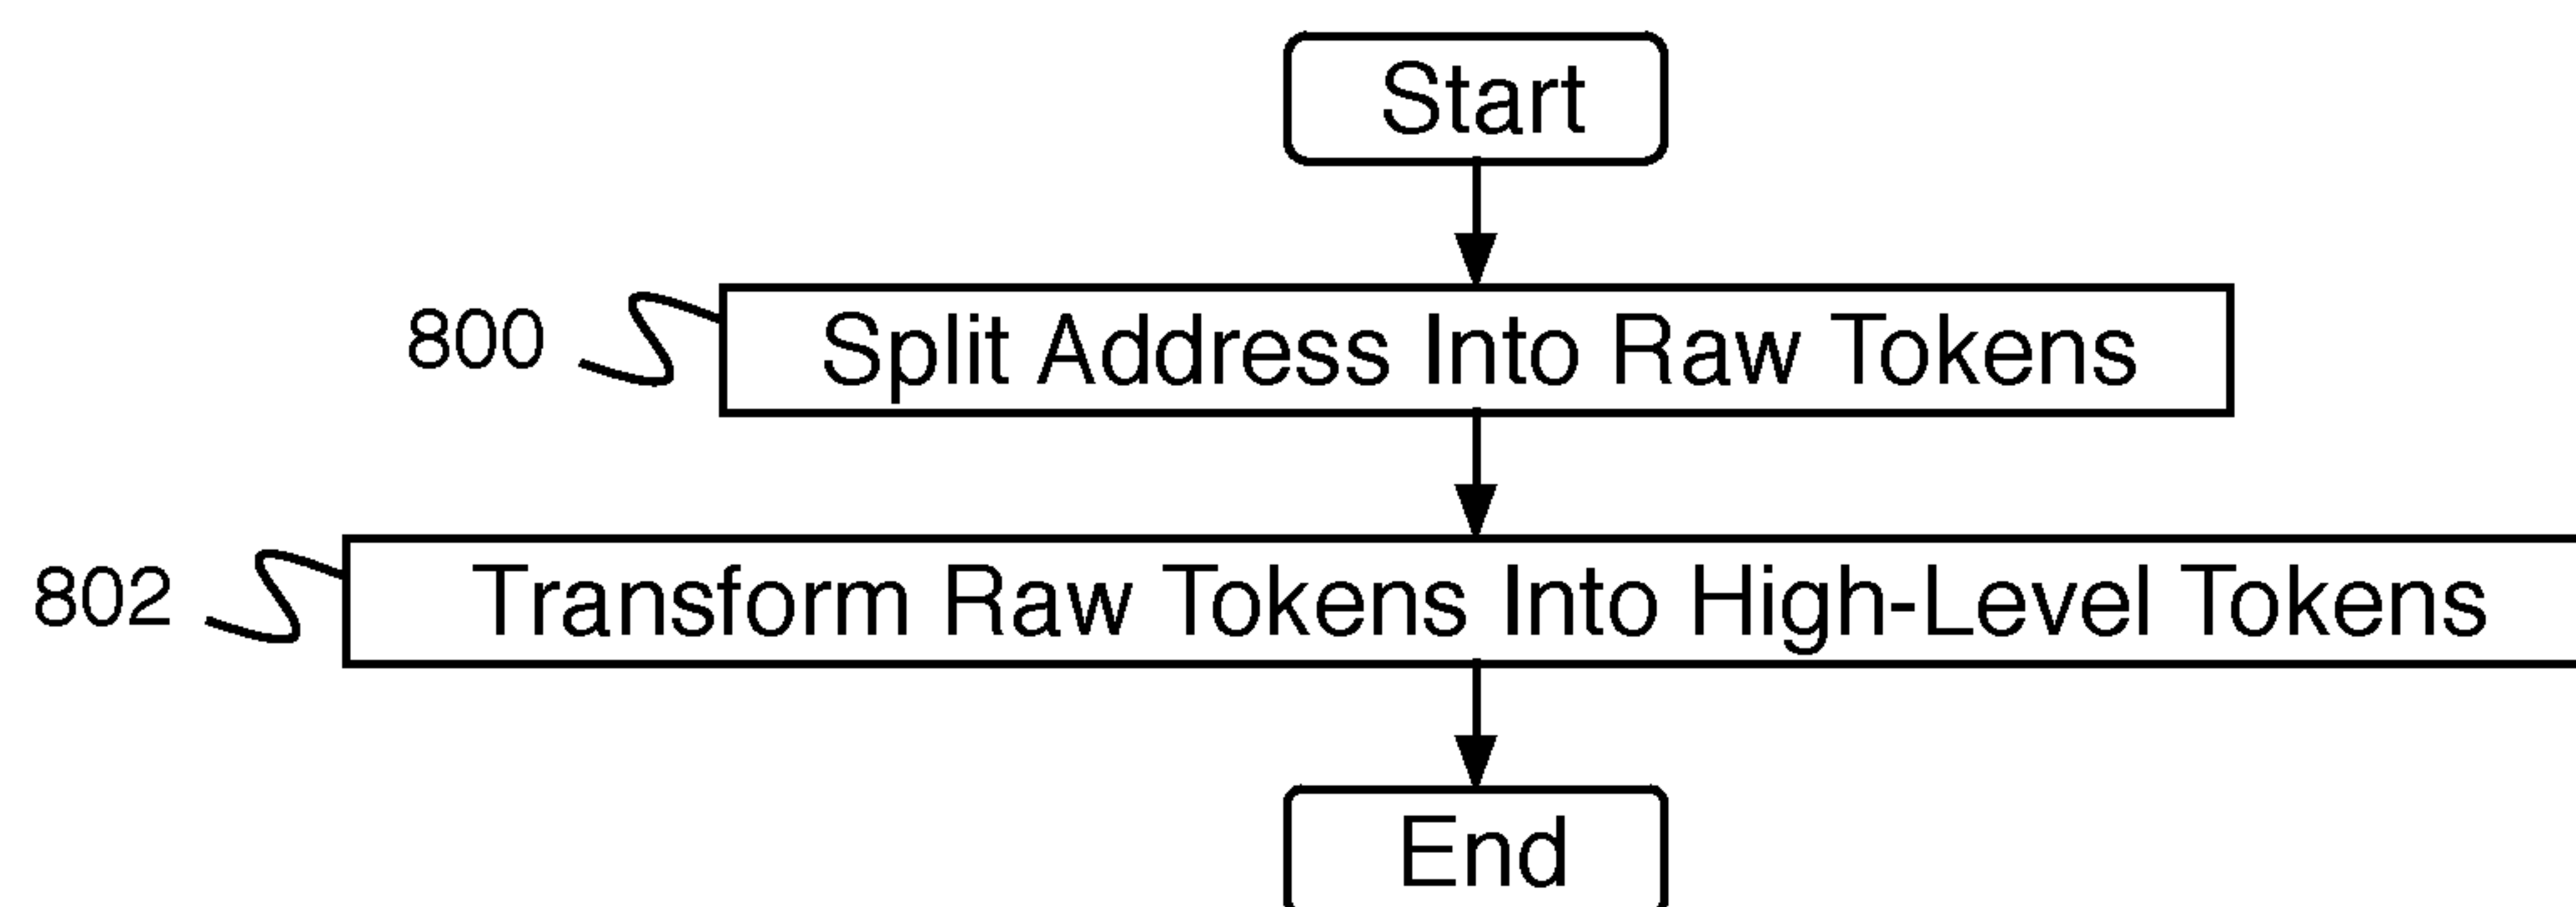 Start
800 Split Address Into Raw Tokens
802 Transform Raw Tokens Into High-Level Tokens
End